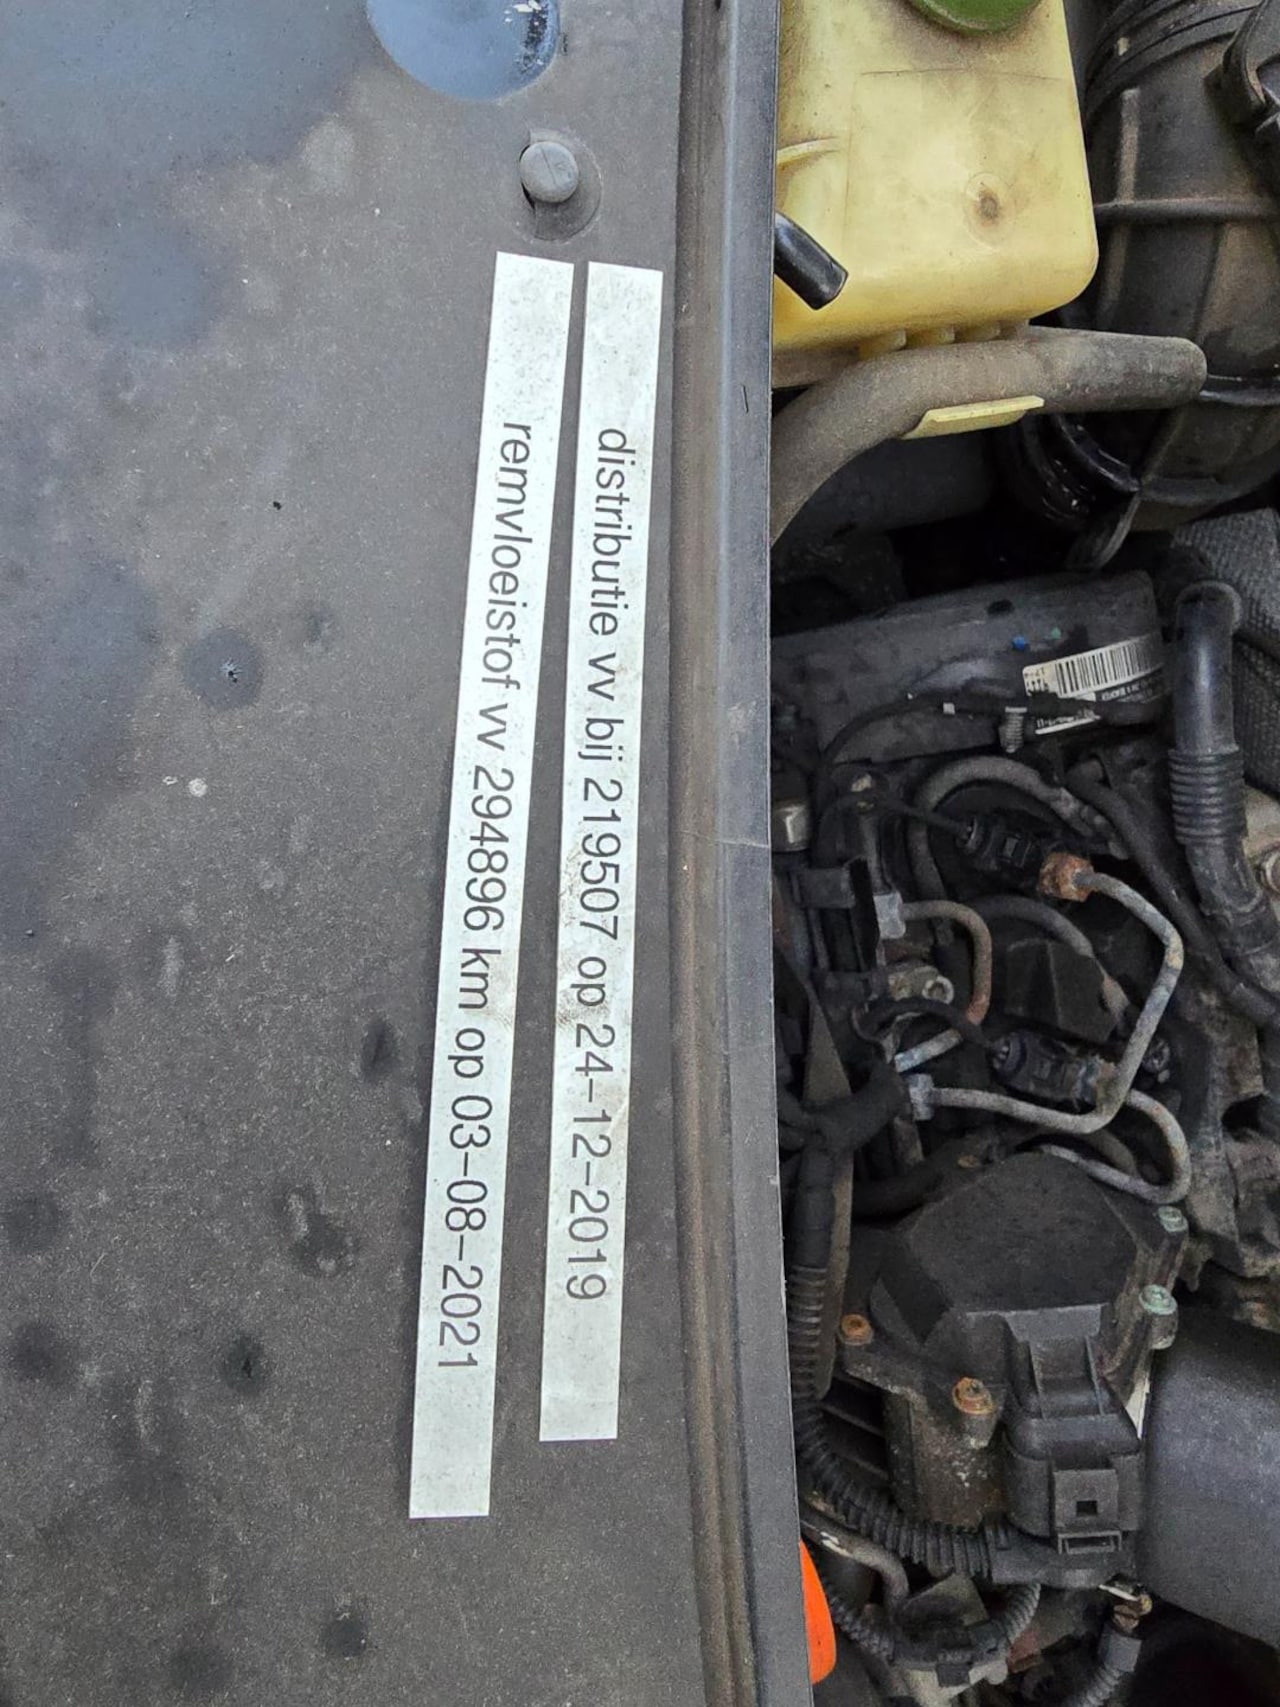 distributie vv bij 219507 op 24-12-2019
remvloeistof vv 294896 km op 03-08-2021